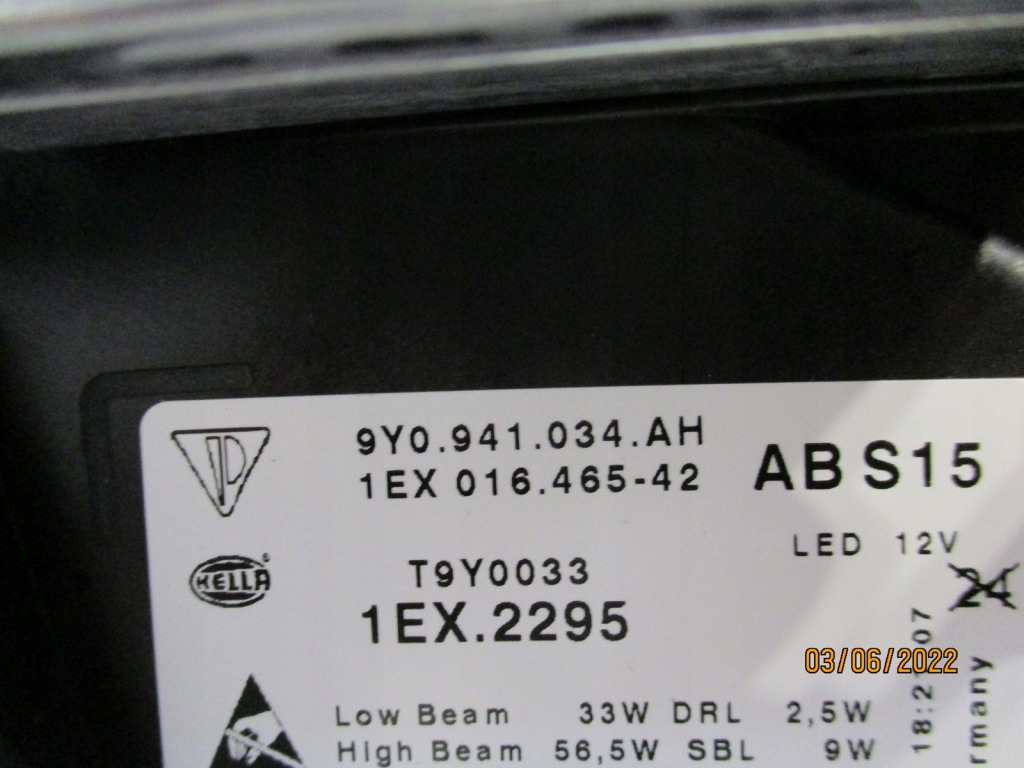 9Y0.941.034.AH
1EX 016.465-42
AB S15
LED 12V
HELLA
T9Y0033
1EX.2295
24
03/06/2022
Low Beam 33W DRL 2,5W
High Beam 56,5W SBL 9W
rmany